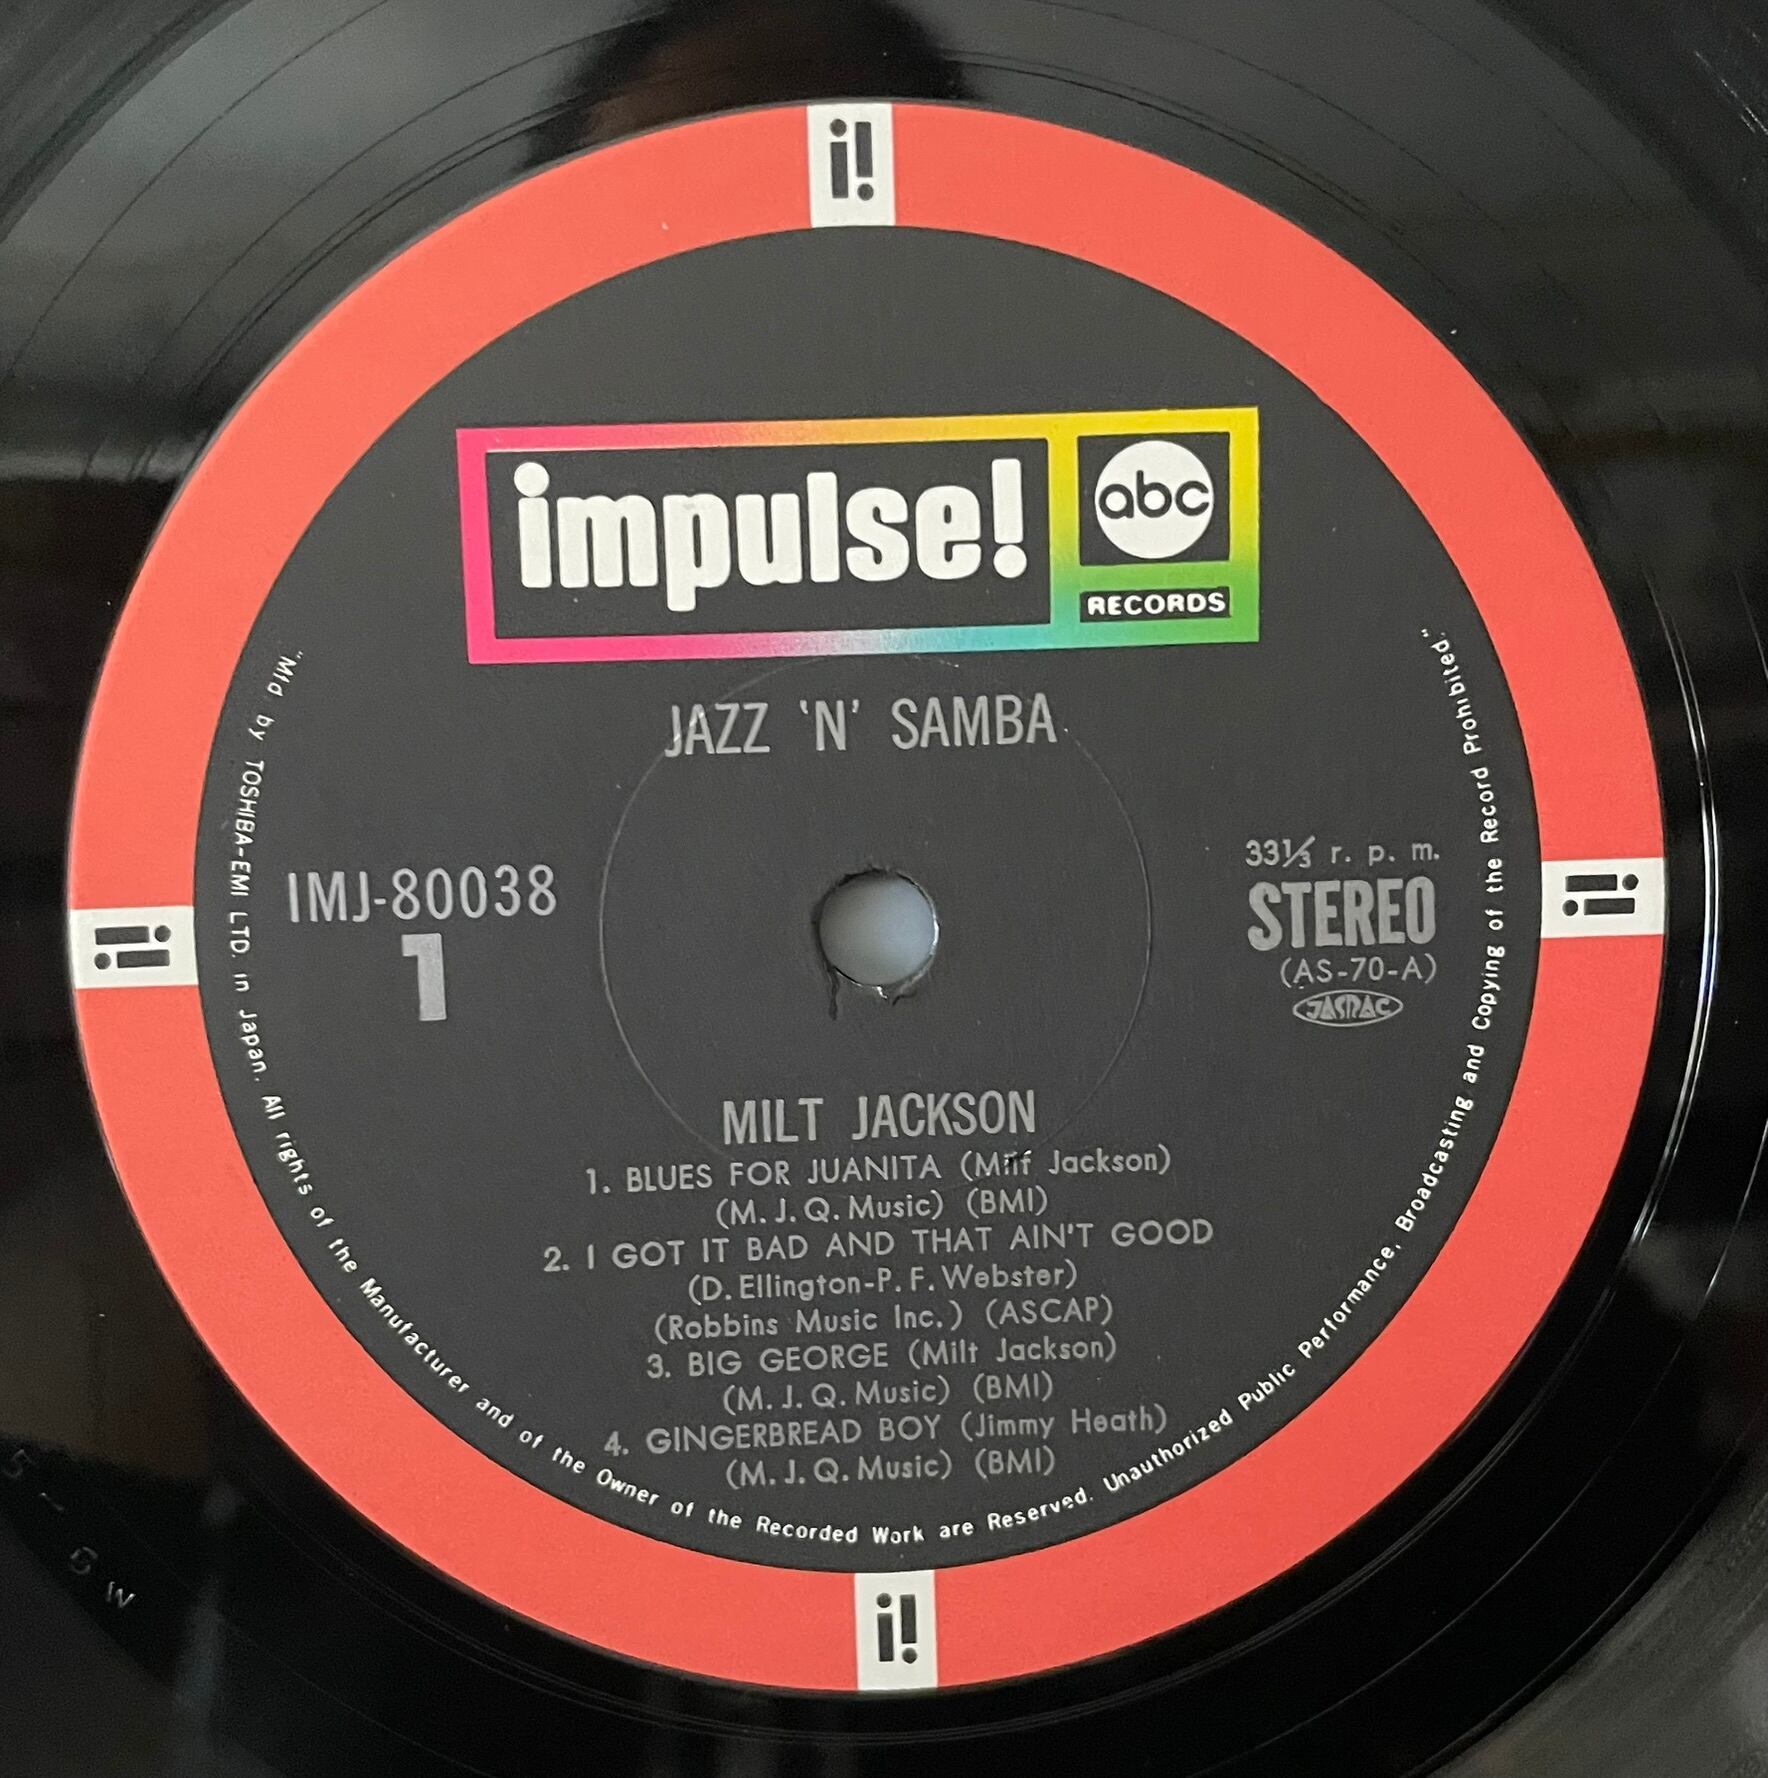 i!
impulse!
abc
RECORDS
JAZZ 'N' SAMBA
IMJ-80038
1
33⅓ r. p. m.
STEREO
(AS-70-A)
JASRAC
i!
i!
MILT JACKSON
1. BLUES FOR JUANITA (Milt Jackson)
(M. J. Q. Music) (BMI)
2. I GOT IT BAD AND THAT AIN'T GOOD
(D. Ellington-P. F. Webster)
(Robbins Music Inc.) (ASCAP)
3. BIG GEORGE (Milt Jackson)
(M. J. Q. Music) (BMI)
4. GINGERBREAD BOY (Jimmy Heath)
(M. J. Q. Music) (BMI)
"Mfd by TOSHIBA-EMI LTD. in Japan. All rights of the Manufacturer and of the Owner of the Recorded Work are Reserved. Unauthorized Public Performance, Broadcasting and Copying of the Record Prohibited."
i!